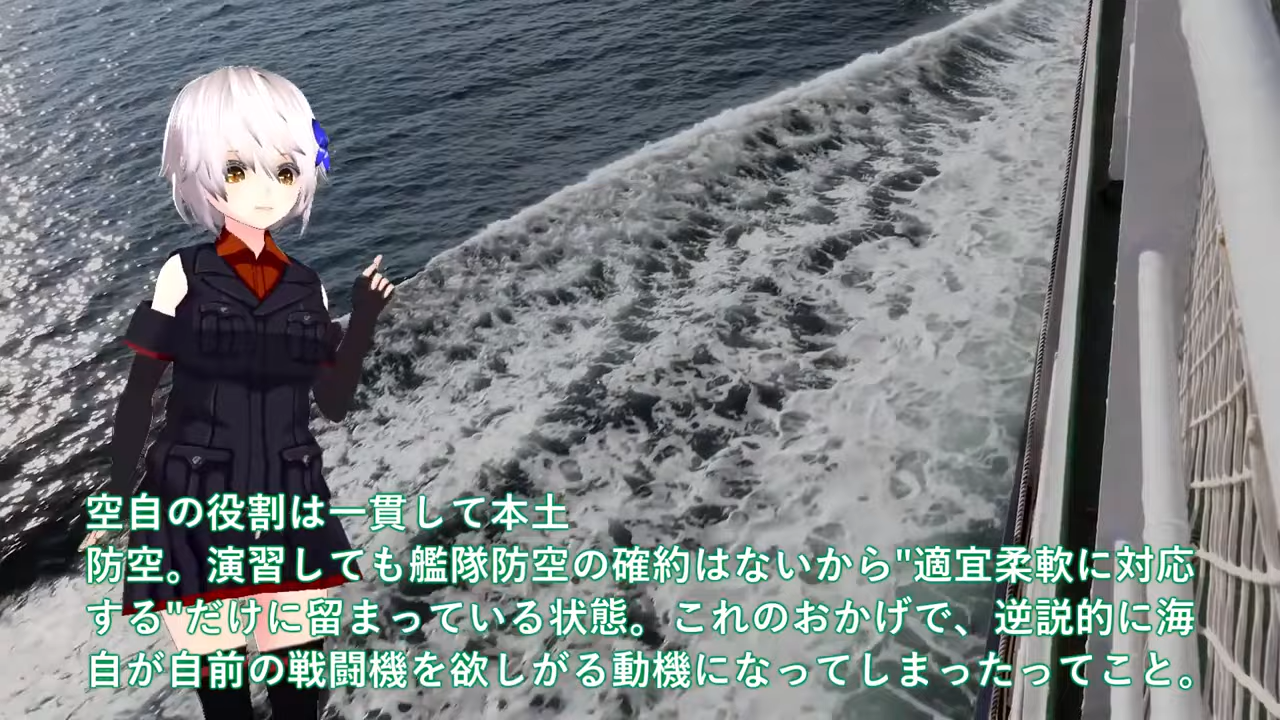 空自の役割は一貫して本土
防空。演習しても艦隊防空の確約はないから"適宜柔軟に対応
する"だけに留まっている状態。これのおかげで、逆説的に海
自が自前の戦闘機を欲しがる動機になってしまったってこと。